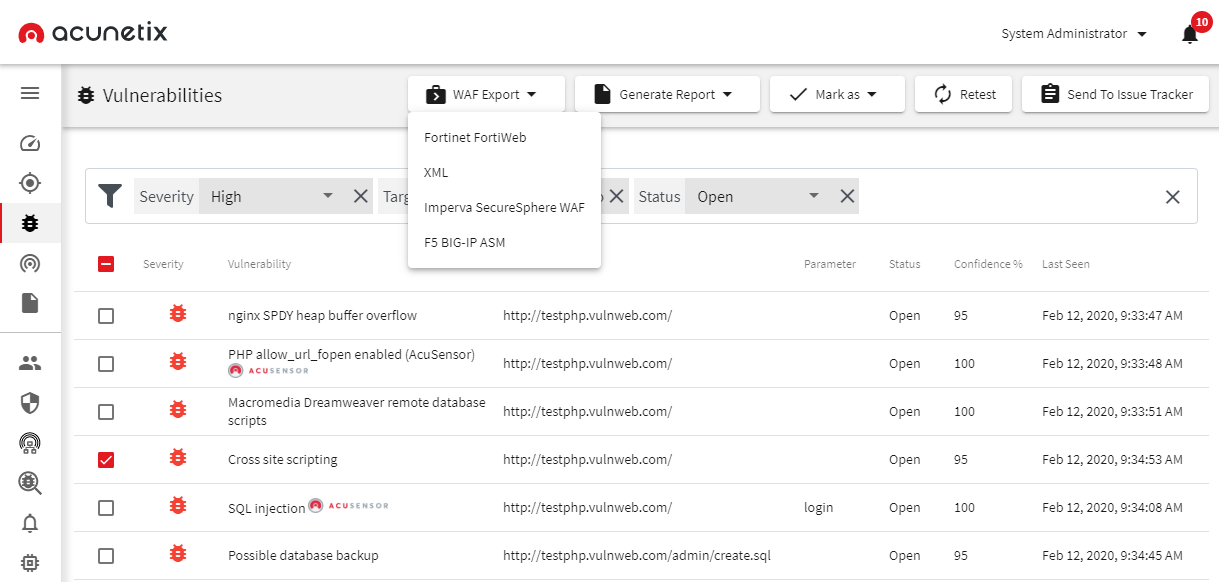 acunetix
System Administrator
10
Vulnerabilities
WAF Export
Generate Report
Mark as
Retest
Send To Issue Tracker
Fortinet FortiWeb
XML
Imperva SecureSphere WAF
F5 BIG-IP ASM
Severity High
Status Open
Severity Vulnerability Parameter Status Confidence % Last Seen
nginx SPDY heap buffer overflow http://testphp.vulnweb.com/ Open 95 Feb 12, 2020, 9:33:47 AM
PHP allow_url_fopen enabled (AcuSensor) http://testphp.vulnweb.com/ Open 100 Feb 12, 2020, 9:33:48 AM
ACUSENSOR
Macromedia Dreamweaver remote database http://testphp.vulnweb.com/ Open 100 Feb 12, 2020, 9:33:51 AM
scripts
Cross site scripting http://testphp.vulnweb.com/ Open 95 Feb 12, 2020, 9:34:53 AM
SQL injection ACUSENSOR http://testphp.vulnweb.com/ login Open 100 Feb 12, 2020, 9:34:08 AM
Possible database backup http://testphp.vulnweb.com/admin/create.sql Open 95 Feb 12, 2020, 9:34:45 AM